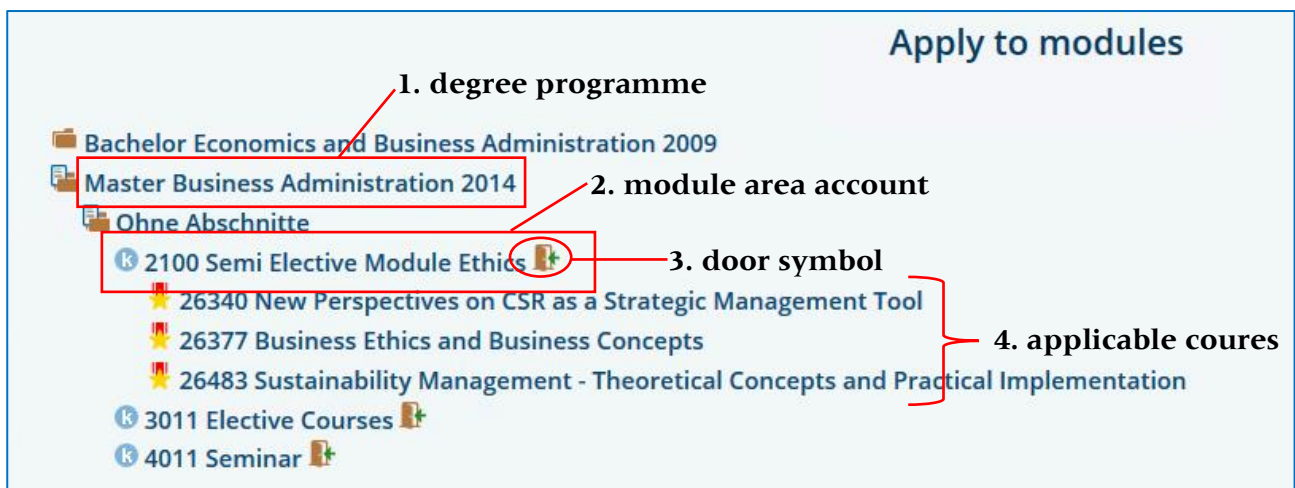 Apply to modules
1. degree programme
Bachelor Economics and Business Administration 2009
Master Business Administration 2014
2. module area account
Ohne Abschnitte
k 2100 Semi Elective Module Ethics
3. door symbol
26340 New Perspectives on CSR as a Strategic Management Tool
26377 Business Ethics and Business Concepts
4. applicable coures
26483 Sustainability Management - Theoretical Concepts and Practical Implementation
k 3011 Elective Courses
k 4011 Seminar